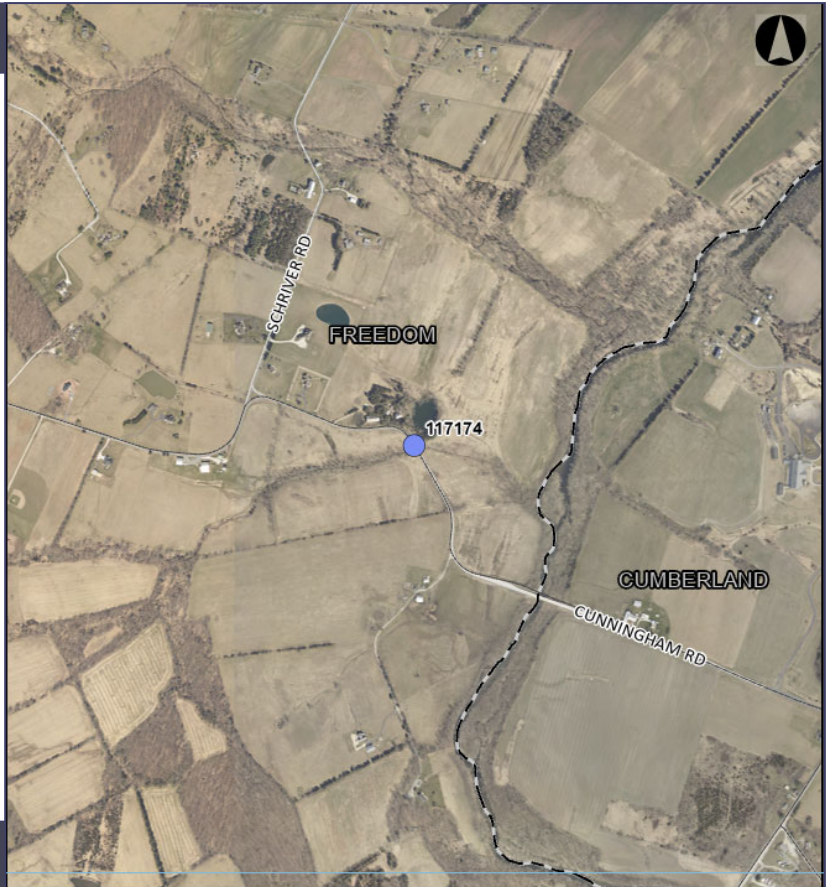 SCHRIVER RD
FREEDOM
117174
CUMBERLAND
CUNNINGHAM RD